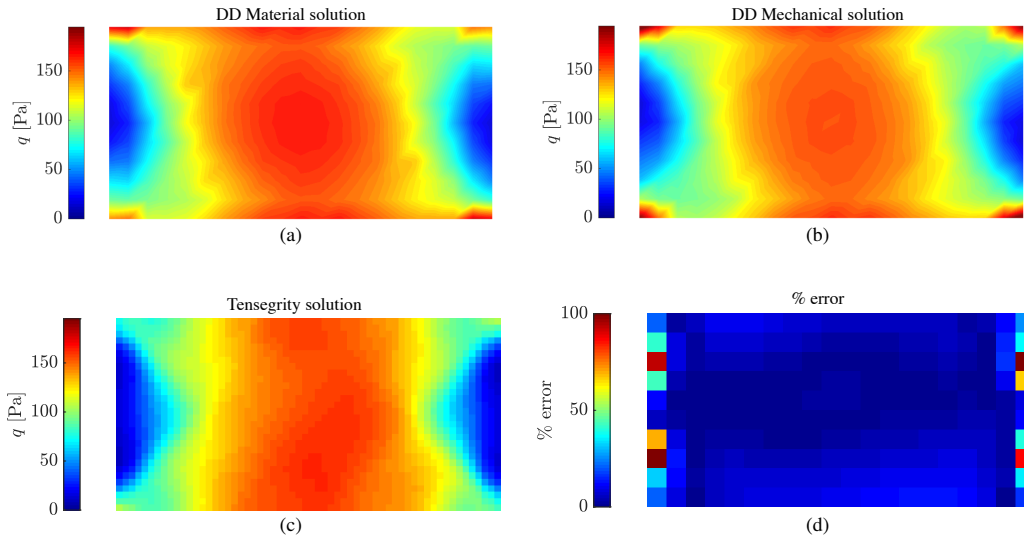 DD Material solution
150
100
50
0
q [Pa]
(a)
DD Mechanical solution
150
100
50
0
q [Pa]
(b)
Tensegrity solution
150
100
50
0
q [Pa]
(c)
% error
100
50
0
% error
(d)